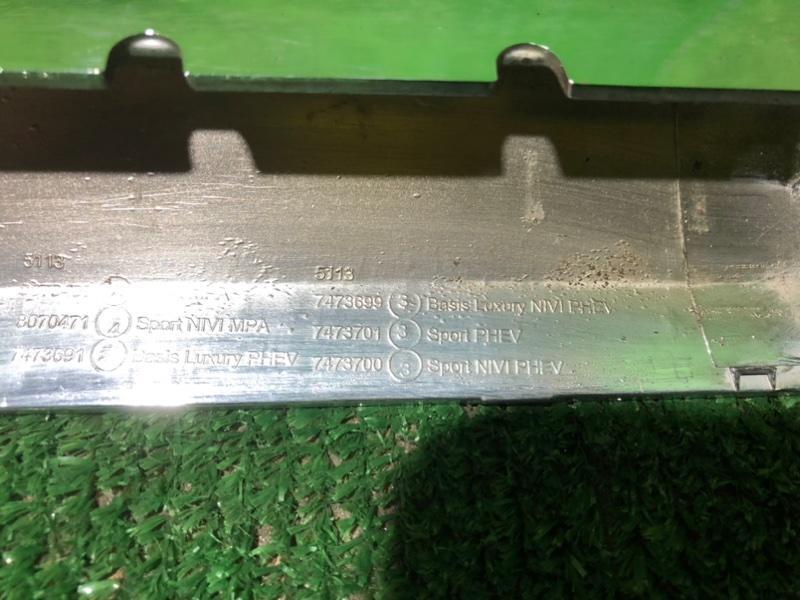 5113
8070471 Sport NIVI MPA
7473691 2 Basis Luxury PHEV
5113
7473699 3 Basis Luxury NIVI PHEV
7473701 3 Sport PHEV
7473700 3 Sport NIVI PHEV